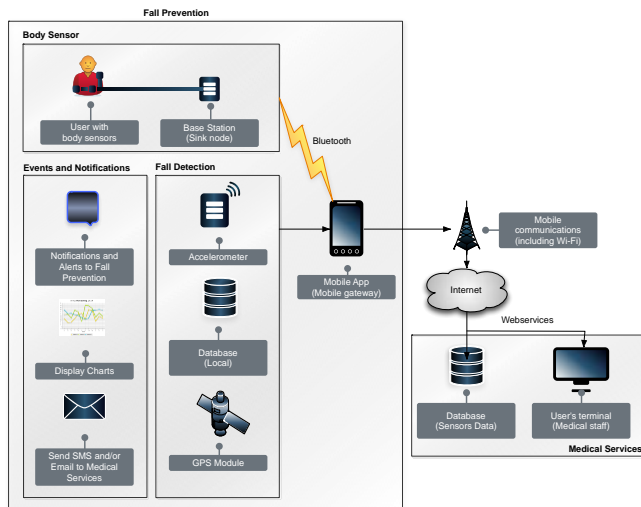 Fall Prevention
Body Sensor
User with
body sensors
Base Station
(Sink node)
Bluetooth
Events and Notifications
Fall Detection
Notifications and
Alerts to Fall
Prevention
Accelerometer
Mobile App
(Mobile gateway)
Mobile
communications
(including Wi-Fi)
Internet
Webservices
Display Charts
Database
(Local)
Send SMS and/or
Email to Medical
Services
GPS Module
Database
(Sensors Data)
User's terminal
(Medical staff)
Medical Services